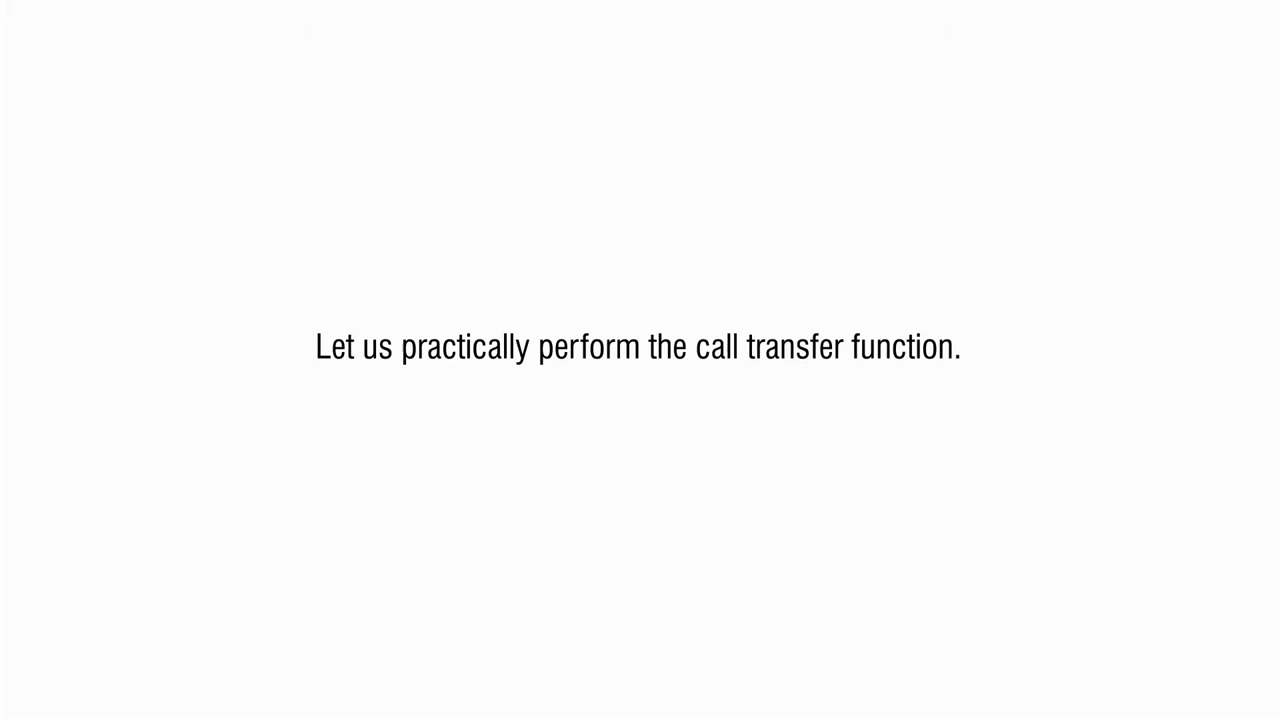 Let us practically perform the call transfer function.